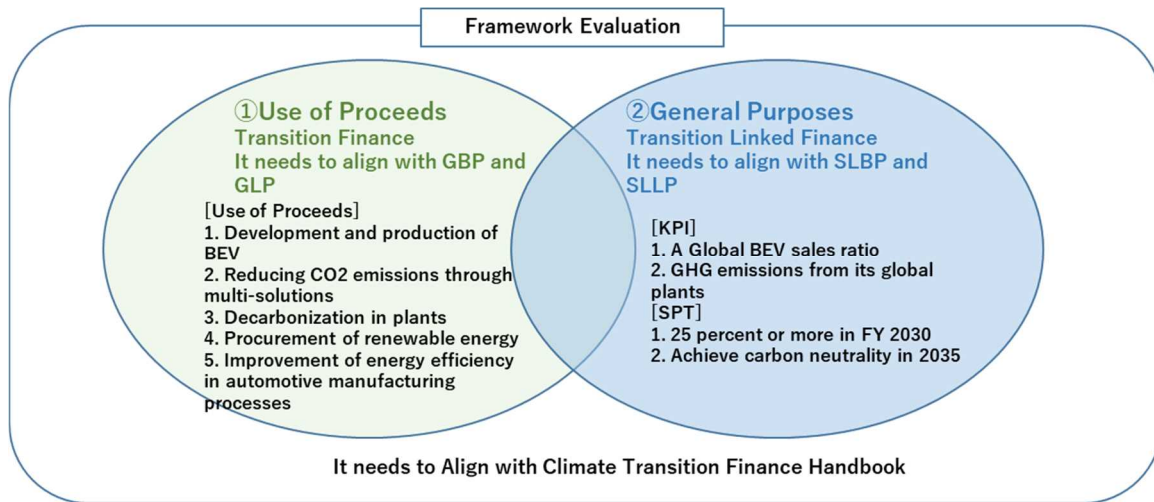 Framework Evaluation
①Use of Proceeds
Transition Finance
It needs to align with GBP and
GLP
[Use of Proceeds]
1. Development and production of
BEV
2. Reducing CO2 emissions through
multi-solutions
3. Decarbonization in plants
4. Procurement of renewable energy
5. Improvement of energy efficiency
in automotive manufacturing
processes
②General Purposes
Transition Linked Finance
It needs to align with SLBP and
SLLP
[KPI]
1. A Global BEV sales ratio
2. GHG emissions from its global
plants
[SPT]
1. 25 percent or more in FY 2030
2. Achieve carbon neutrality in 2035
It needs to Align with Climate Transition Finance Handbook